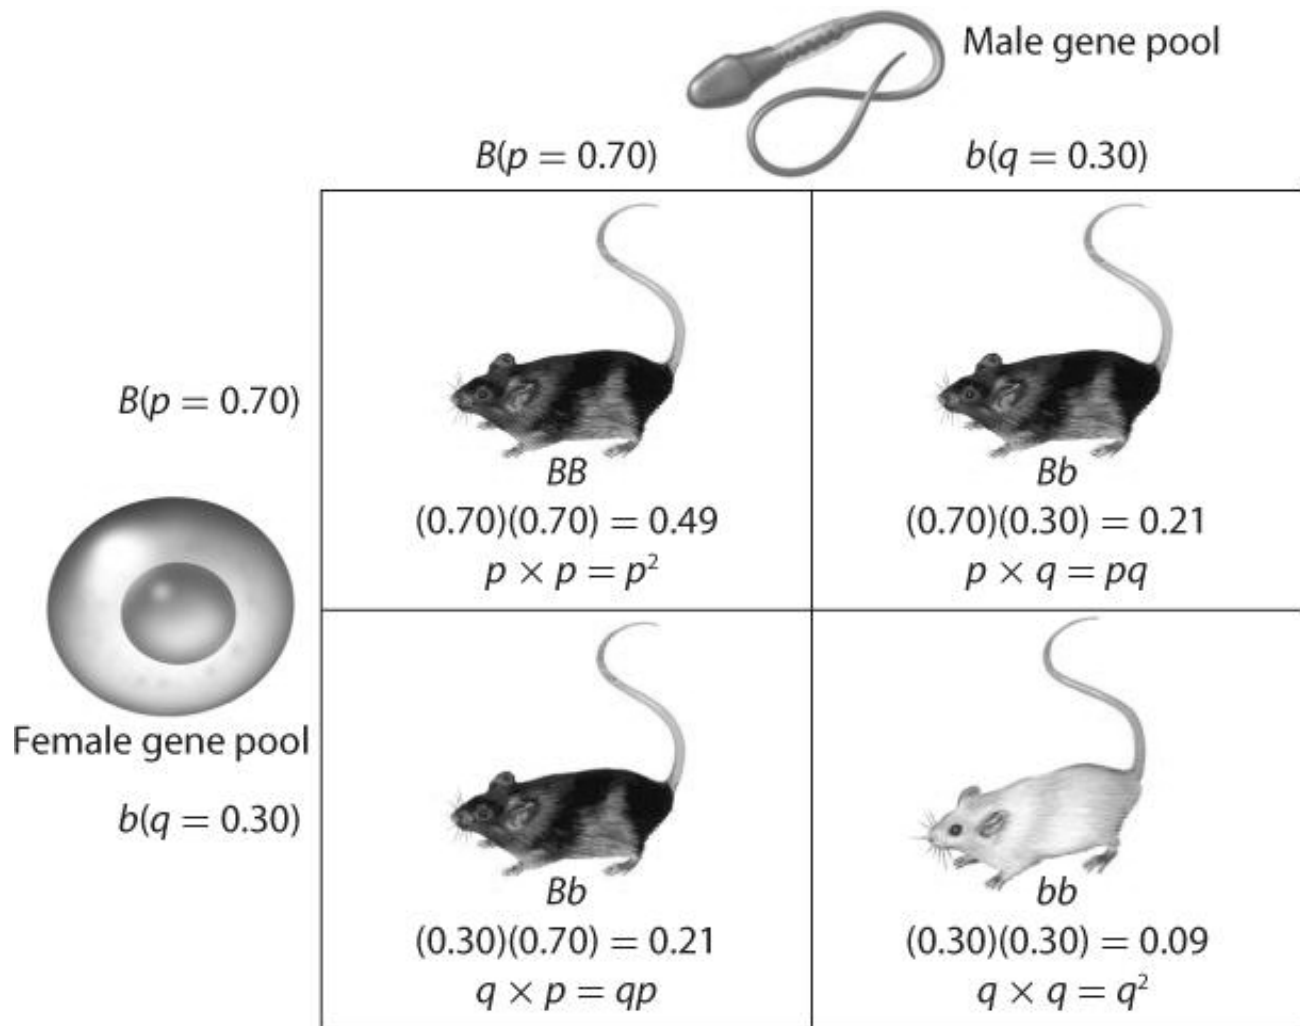 Male gene pool
B(p = 0.70)
b(q = 0.30)
B(p = 0.70)
BB
(0.70)(0.70) = 0.49
p × p = p²
Bb
(0.70)(0.30) = 0.21
p × q = pq
Female gene pool
b(q = 0.30)
Bb
(0.30)(0.70) = 0.21
q × p = qp
bb
(0.30)(0.30) = 0.09
q × q = q²